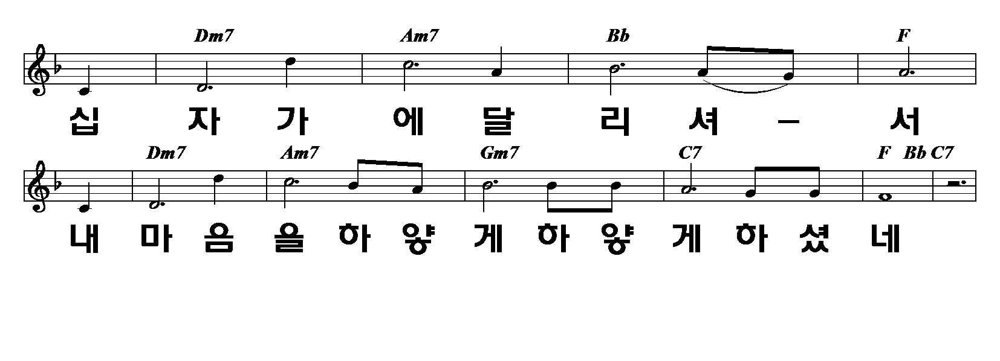 Dm7 Am7 Bb F
십 자 가 에 달 리 셔 – 서
Dm7 Am7 Gm7 C7 F Bb C7
내 마 음 을 하 얗 게 하 얗 게 하 셨 네